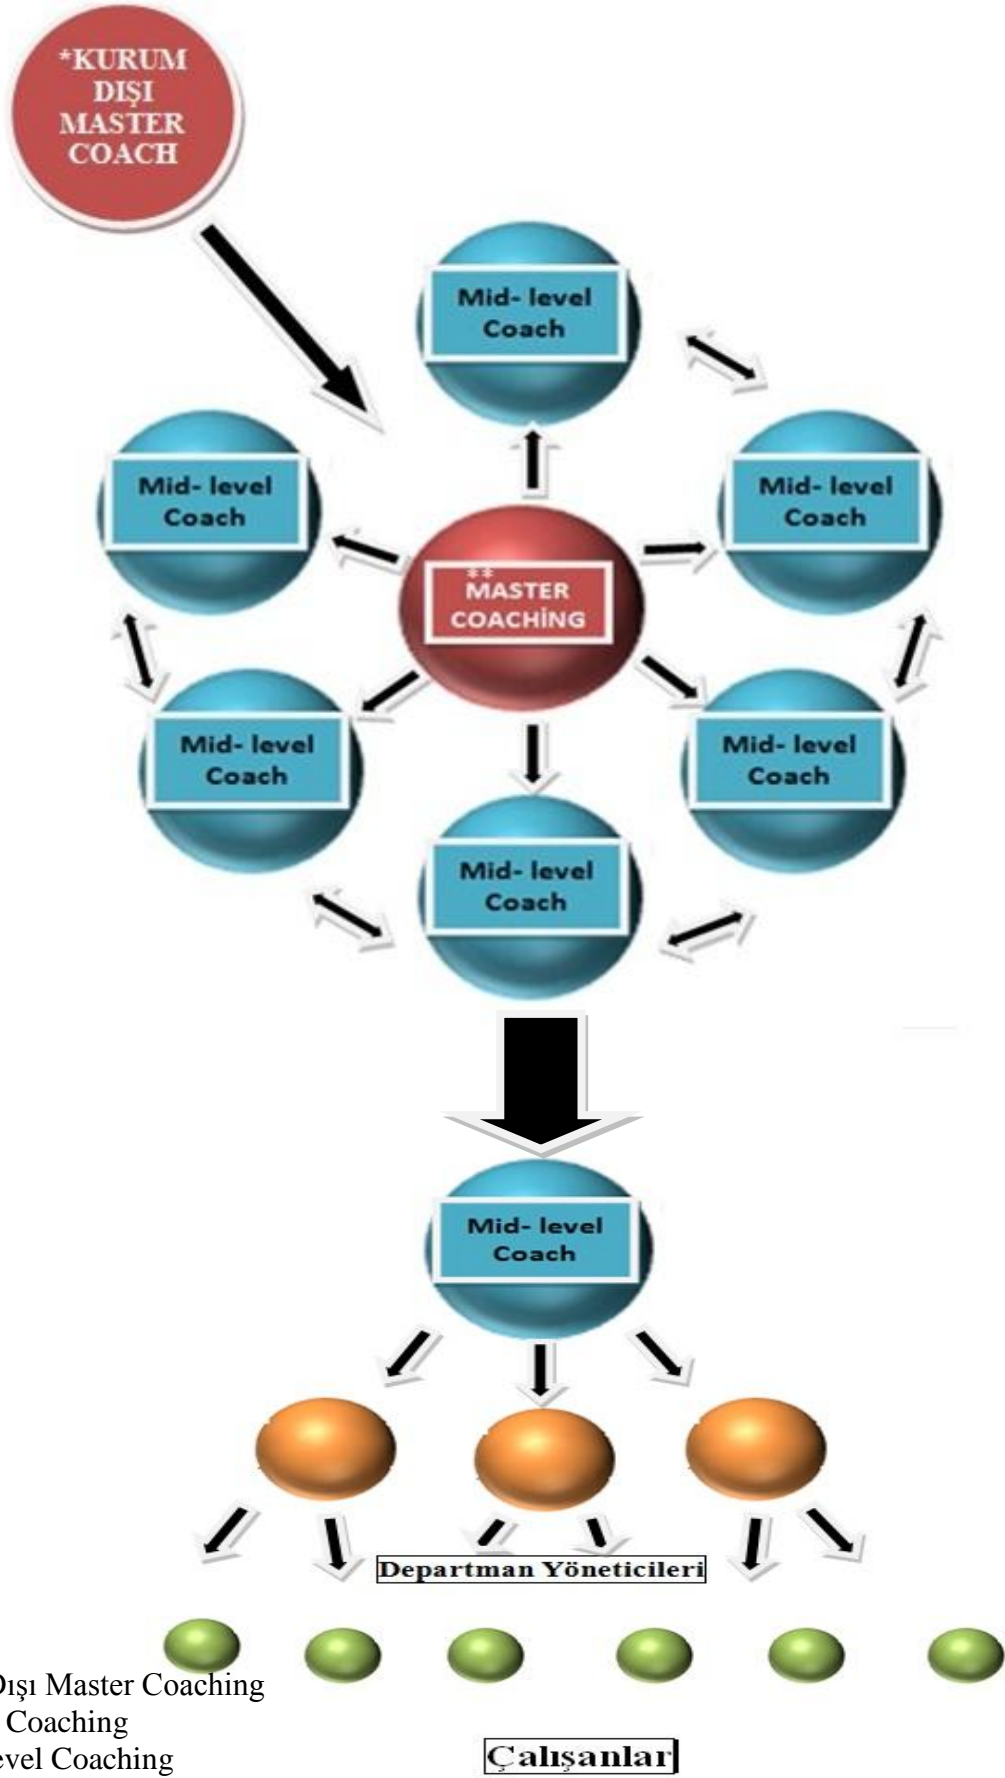 *KURUM
DIŞI
MASTER
COACH
Mid- level
Coach
Mid- level
Coach
Mid- level
Coach
**
MASTER
COACHİNG
Mid- level
Coach
Mid- level
Coach
Mid- level
Coach
Mid- level
Coach
Departman Yöneticileri
Dışı Master Coaching
Coaching
evel Coaching
Çalışanlar